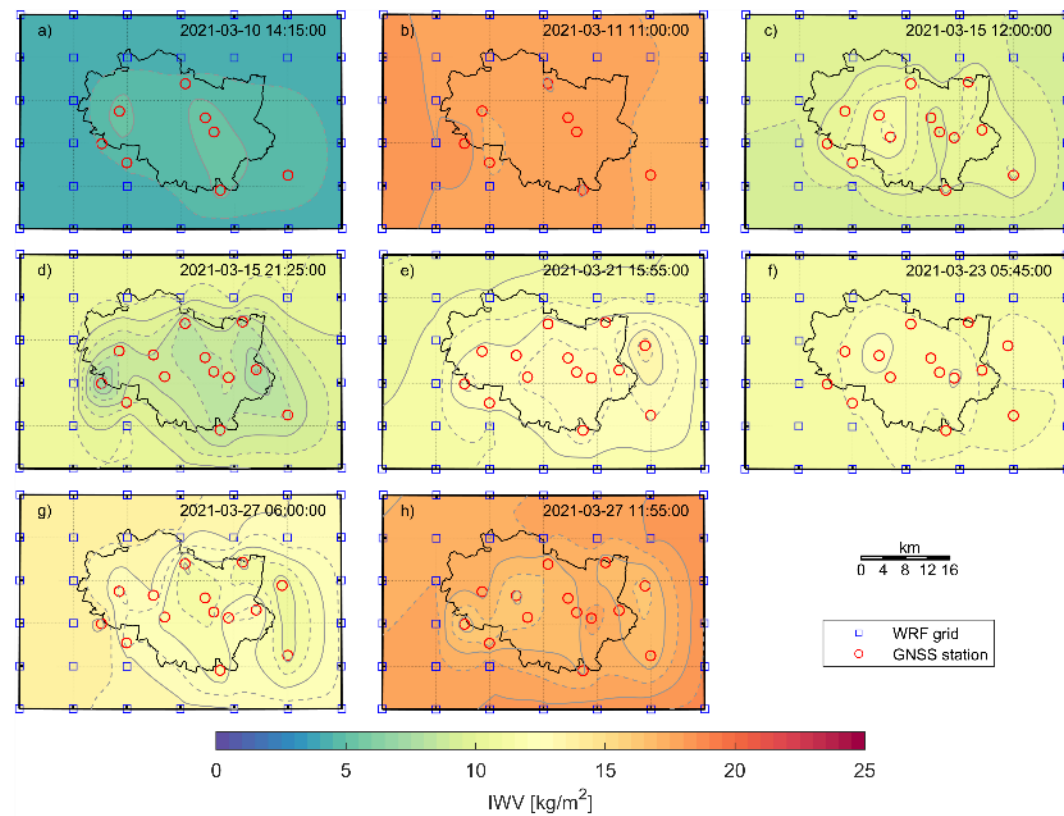 a) 2021-03-10 14:15:00
b) 2021-03-11 11:00:00
c) 2021-03-15 12:00:00
d) 2021-03-15 21:25:00
e) 2021-03-21 15:55:00
f) 2021-03-23 05:45:00
g) 2021-03-27 06:00:00
h) 2021-03-27 11:55:00
km
0 4 8 12 16
WRF grid
GNSS station
0 5 10 15 20 25
IWV [kg/m²]